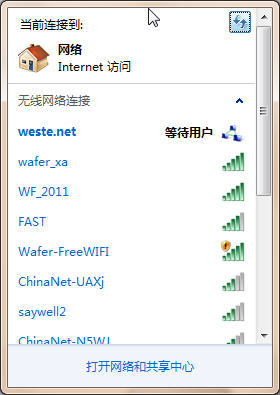 当前连接到:
网络
Internet 访问
无线网络连接
weste.net 等待用户
wafer_xa
WF_2011
FAST
Wafer-FreeWIFI
ChinaNet-UAXj
saywell2
ChinaNet-N5WJ
打开网络和共享中心